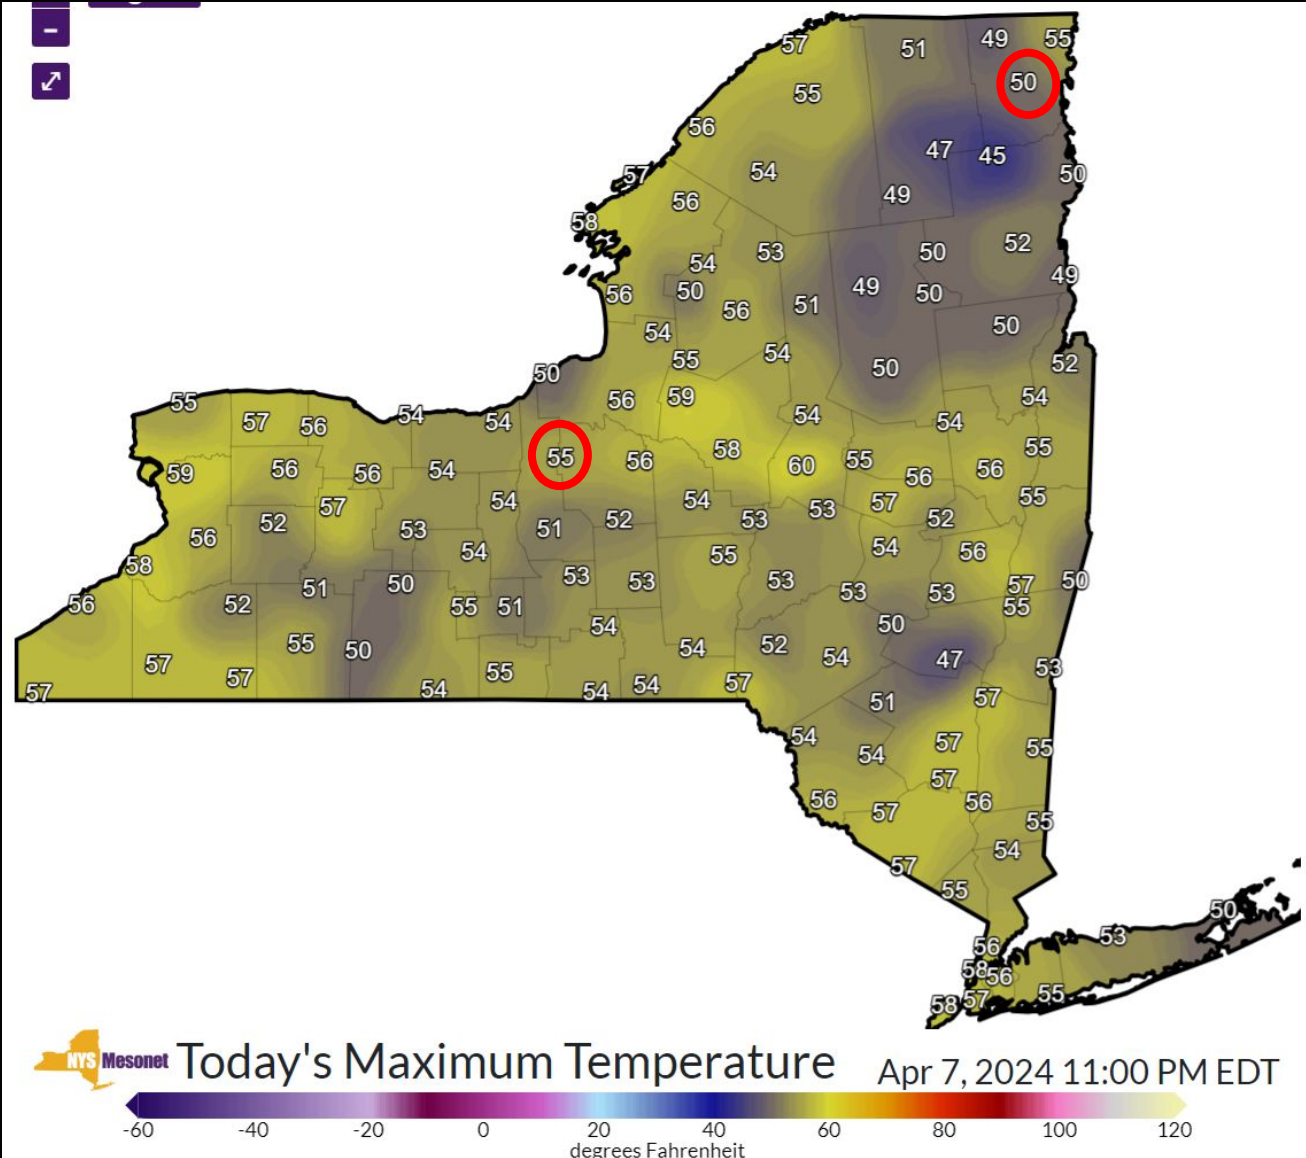 −
57 51 49 55
50
55
56
47 45
54
57 50
49
56
58
52
53 50
54
49
49
50 50
56
56 51
50
54
54
55 52
50
50
56 59 54
55
54 54
57 54 54
56
55
58
55 56 60 55
59 56 56 54 56 56
54 54 55
57 57
53
52 51 52 53 52
56 53
54 54 56
55
58
53 53 53 50
51 50 57
53 53
56 52 55 51 55
54 50
55
50 54 52 54 47
57 53
57 55
57 54 54 54 57 57
51
54
54 57 55
57
56 56
57
55
54
57
55
50
53
56
58 56
58 57 55
NYS Mesonet Today's Maximum Temperature Apr 7, 2024 11:00 PM EDT
-60 -40 -20 0 20 40 60 80 100 120
degrees Fahrenheit